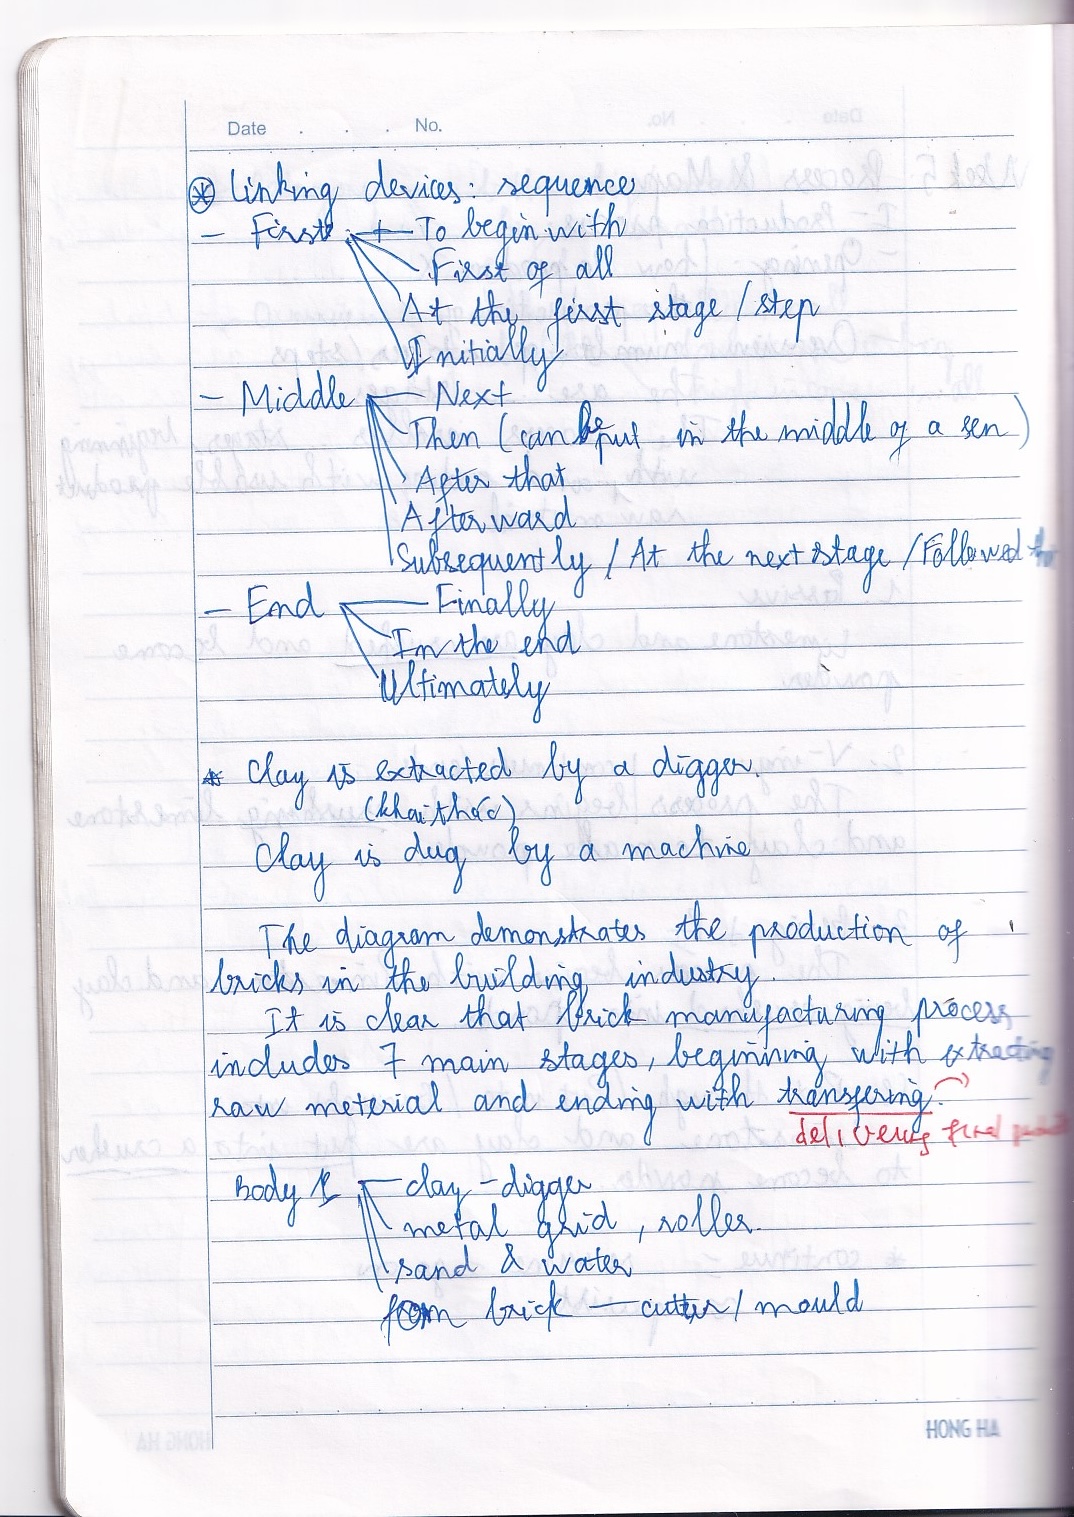 Date . . . No.
* Linking devices: sequence
- First - To begin with
First of all
At the first stage / step
Initially
- Middle - Next
Then (can be put in the middle of a sen)
After that
Afterward
Subsequently / At the next stage / Followed
- End - Finally
In the end
Ultimately
* Clay is extracted by a digger.
(khai thác)
Clay is dug by a machine
The diagram demonstrates the production of
bricks in the building industry.
It is clear that brick manufacturing process
includes 7 main stages, beginning with extracting
raw meterial and ending with transfering.
delivering final
Body 1 - clay - digger
metal grid, roller.
sand & water
form brick — cutter / mould
HONG HA